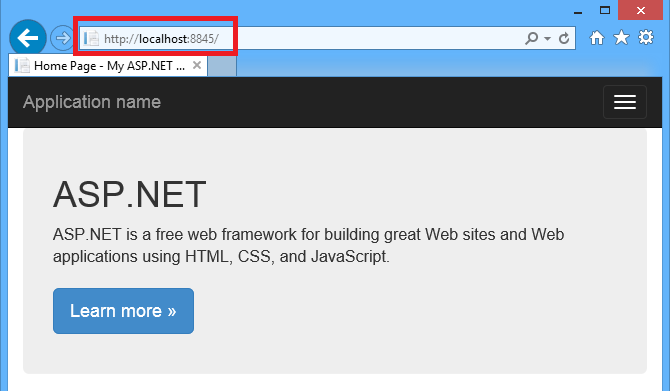 http://localhost:8845/
Home Page - My ASP.NET ...
Application name
ASP.NET
ASP.NET is a free web framework for building great Web sites and Web
applications using HTML, CSS, and JavaScript.
Learn more »